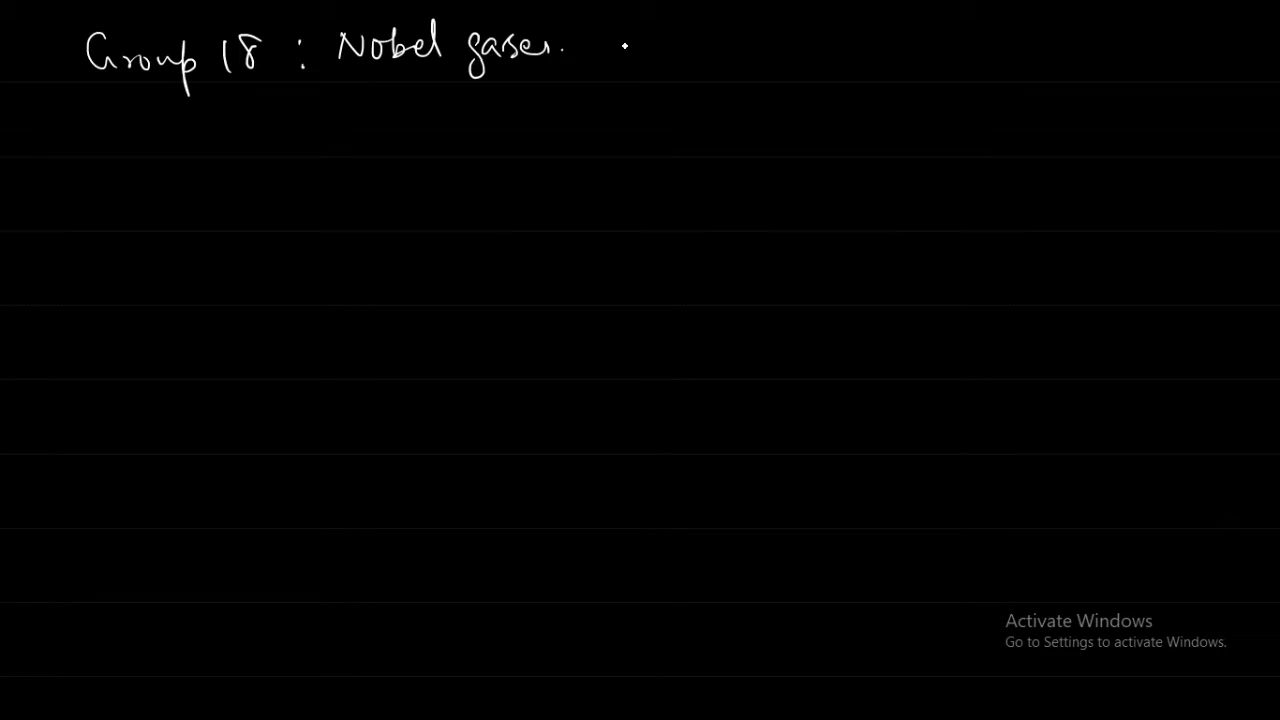 Group 18 : Nobel gases.
Activate Windows
Go to Settings to activate Windows.